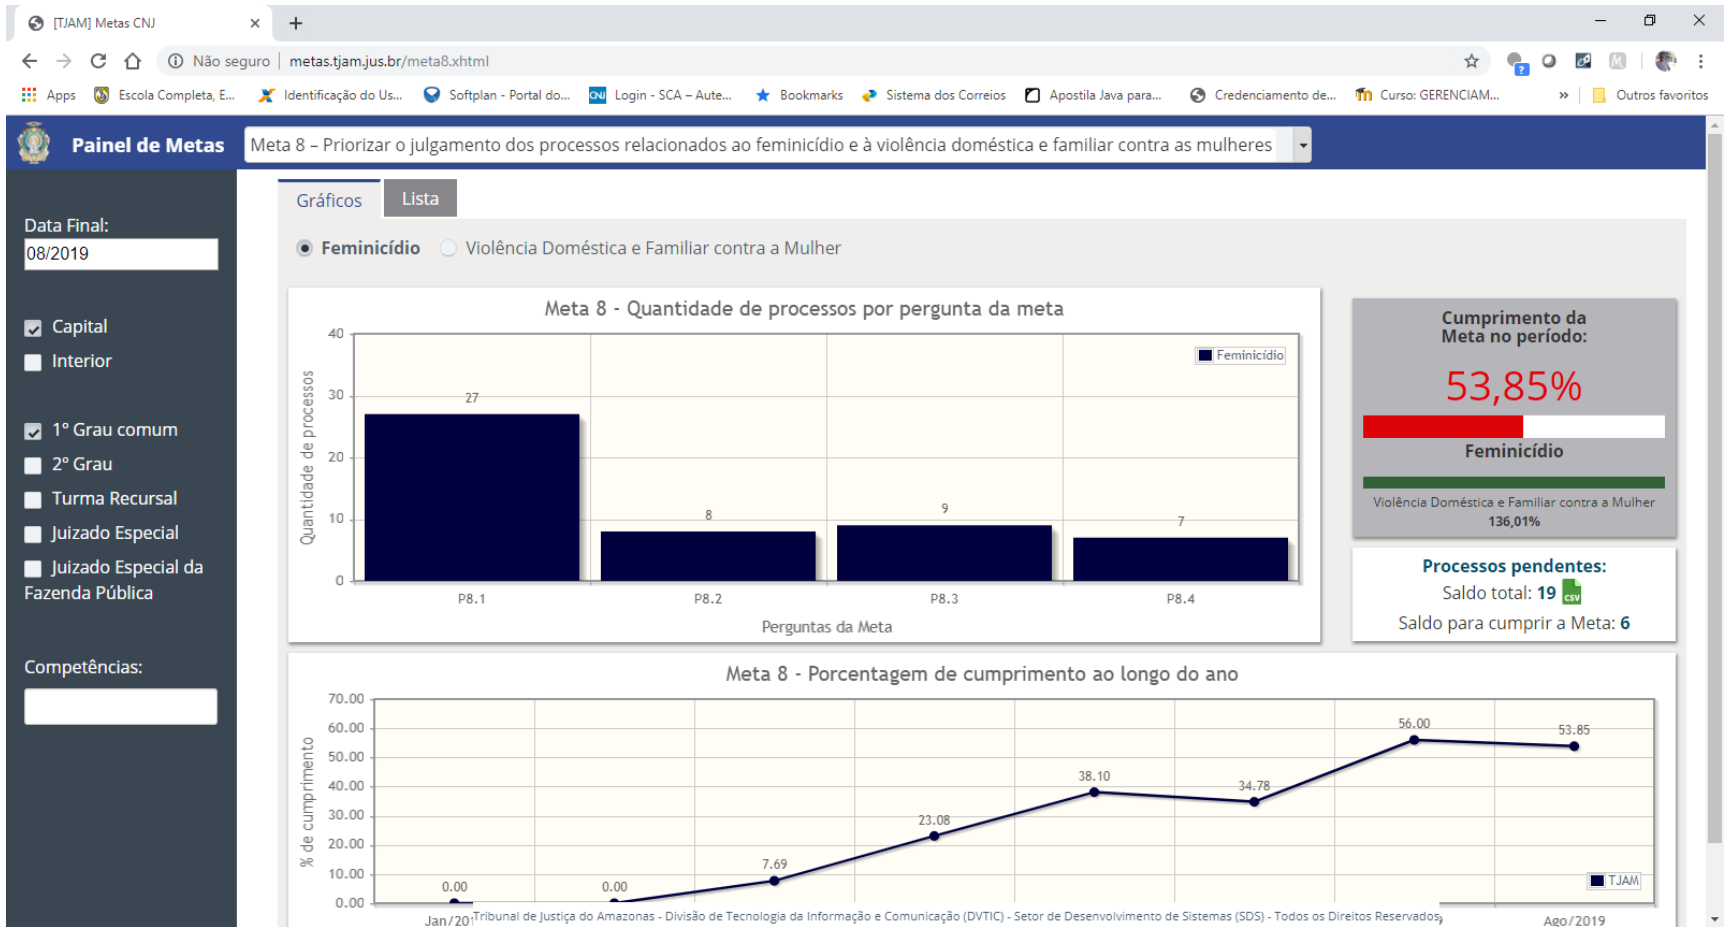 [TJAM] Metas CNJ
Não seguro | metas.tjam.jus.br/meta8.xhtml
Apps Escola Completa, E... Identificação do Us... Softplan - Portal do... Login - SCA – Aute... Bookmarks Sistema dos Correios Apostila Java para... Credenciamento de... Curso: GERENCIAM... » Outros favoritos
Painel de Metas Meta 8 – Priorizar o julgamento dos processos relacionados ao feminicídio e à violência doméstica e familiar contra as mulheres
Data Final:
08/2019
Capital
Interior
1º Grau comum
2º Grau
Turma Recursal
Juizado Especial
Juizado Especial da
Fazenda Pública
Competências:
Gráficos Lista
Feminicídio Violência Doméstica e Familiar contra a Mulher
Meta 8 - Quantidade de processos por pergunta da meta
Quantidade de processos
40
30
20
10
0
Feminicídio
27
8
9
7
P8.1 P8.2 P8.3 P8.4
Perguntas da Meta
Cumprimento da
Meta no período:
53,85%
Feminicídio
Violência Doméstica e Familiar contra a Mulher
136,01%
Processos pendentes:
Saldo total: 19 CSV
Saldo para cumprir a Meta: 6
Meta 8 - Porcentagem de cumprimento ao longo do ano
% de cumprimento
70.00
60.00
50.00
40.00
30.00
20.00
10.00
0.00
0.00
0.00
7.69
23.08
38.10
34.78
56.00
53.85
TJAM
Jan/201 Ago/2019
Tribunal de Justiça do Amazonas - Divisão de Tecnologia da Informação e Comunicação (DVTIC) - Setor de Desenvolvimento de Sistemas (SDS) - Todos os Direitos Reservados